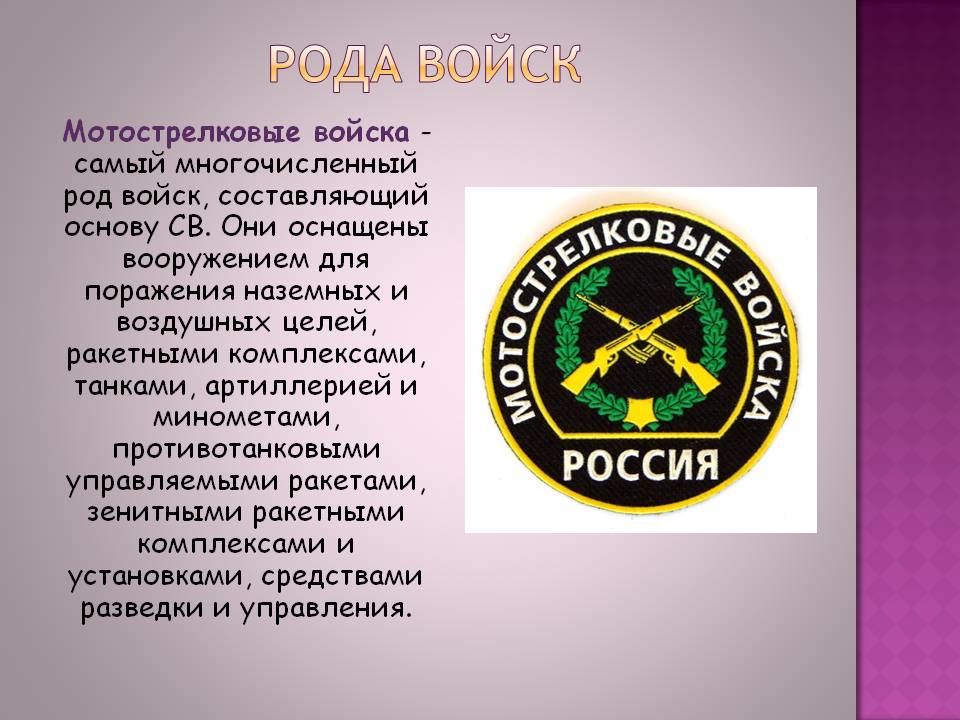 РОДА ВОЙСК
Мотострелковые войска -
самый многочисленный
род войск, составляющий
основу СВ. Они оснащены
вооружением для
поражения наземных и
воздушных целей,
ракетными комплексами,
танками, артиллерией и
минометами,
противотанковыми
управляемыми ракетами,
зенитными ракетными
комплексами и
установками, средствами
разведки и управления.
МОТОСТРЕЛКОВЫЕ ВОЙСКА
РОССИЯ